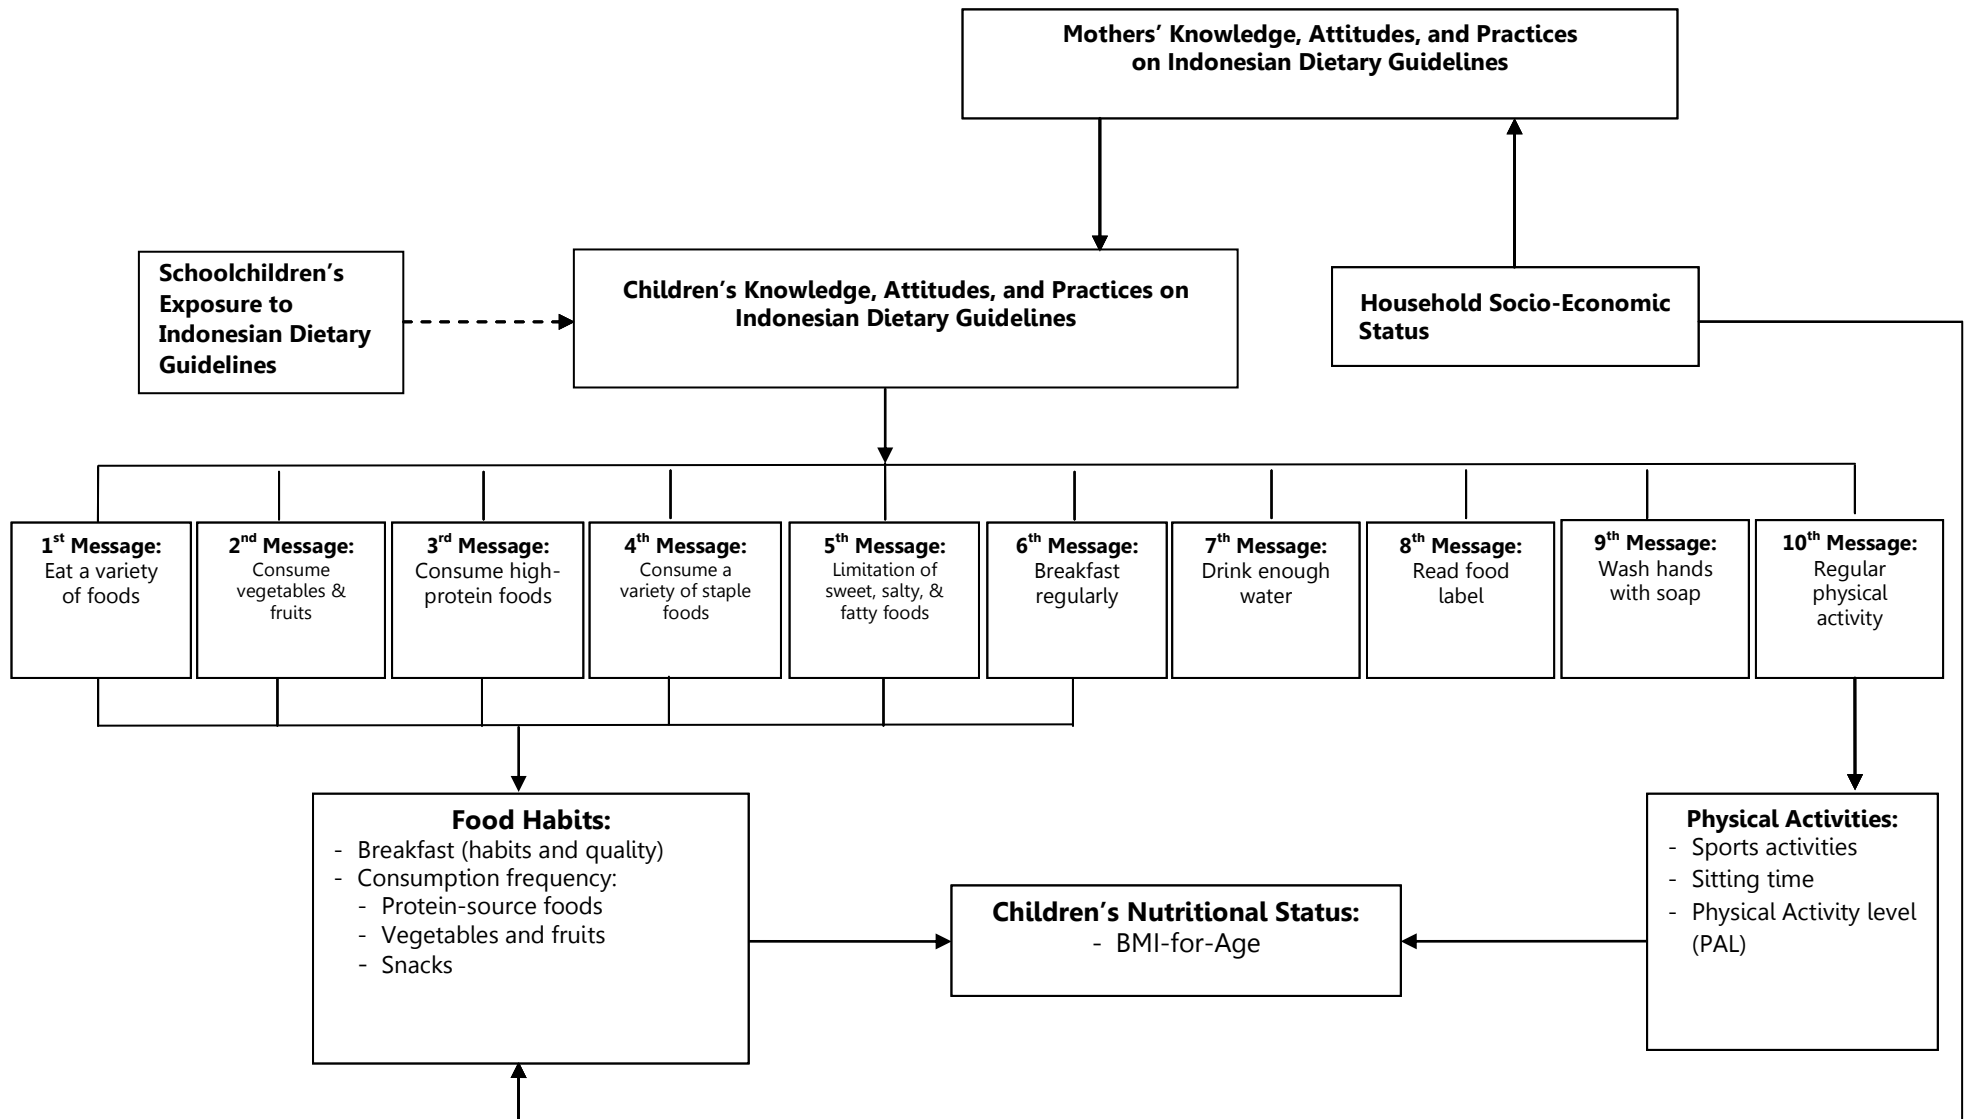 Mothers’ Knowledge, Attitudes, and Practices
on Indonesian Dietary Guidelines
Schoolchildren’s
Exposure to
Indonesian Dietary
Guidelines
Children’s Knowledge, Attitudes, and Practices on
Indonesian Dietary Guidelines
Household Socio-Economic
Status
1st Message:
Eat a variety
of foods
2nd Message:
Consume
vegetables &
fruits
3rd Message:
Consume high-
protein foods
4th Message:
Consume a
variety of staple
foods
5th Message:
Limitation of
sweet, salty, &
fatty foods
6th Message:
Breakfast
regularly
7th Message:
Drink enough
water
8th Message:
Read food
label
9th Message:
Wash hands
with soap
10th Message:
Regular
physical
activity
Food Habits:
- Breakfast (habits and quality)
- Consumption frequency:
- Protein-source foods
- Vegetables and fruits
- Snacks
Children’s Nutritional Status:
- BMI-for-Age
Physical Activities:
- Sports activities
- Sitting time
- Physical Activity level
(PAL)